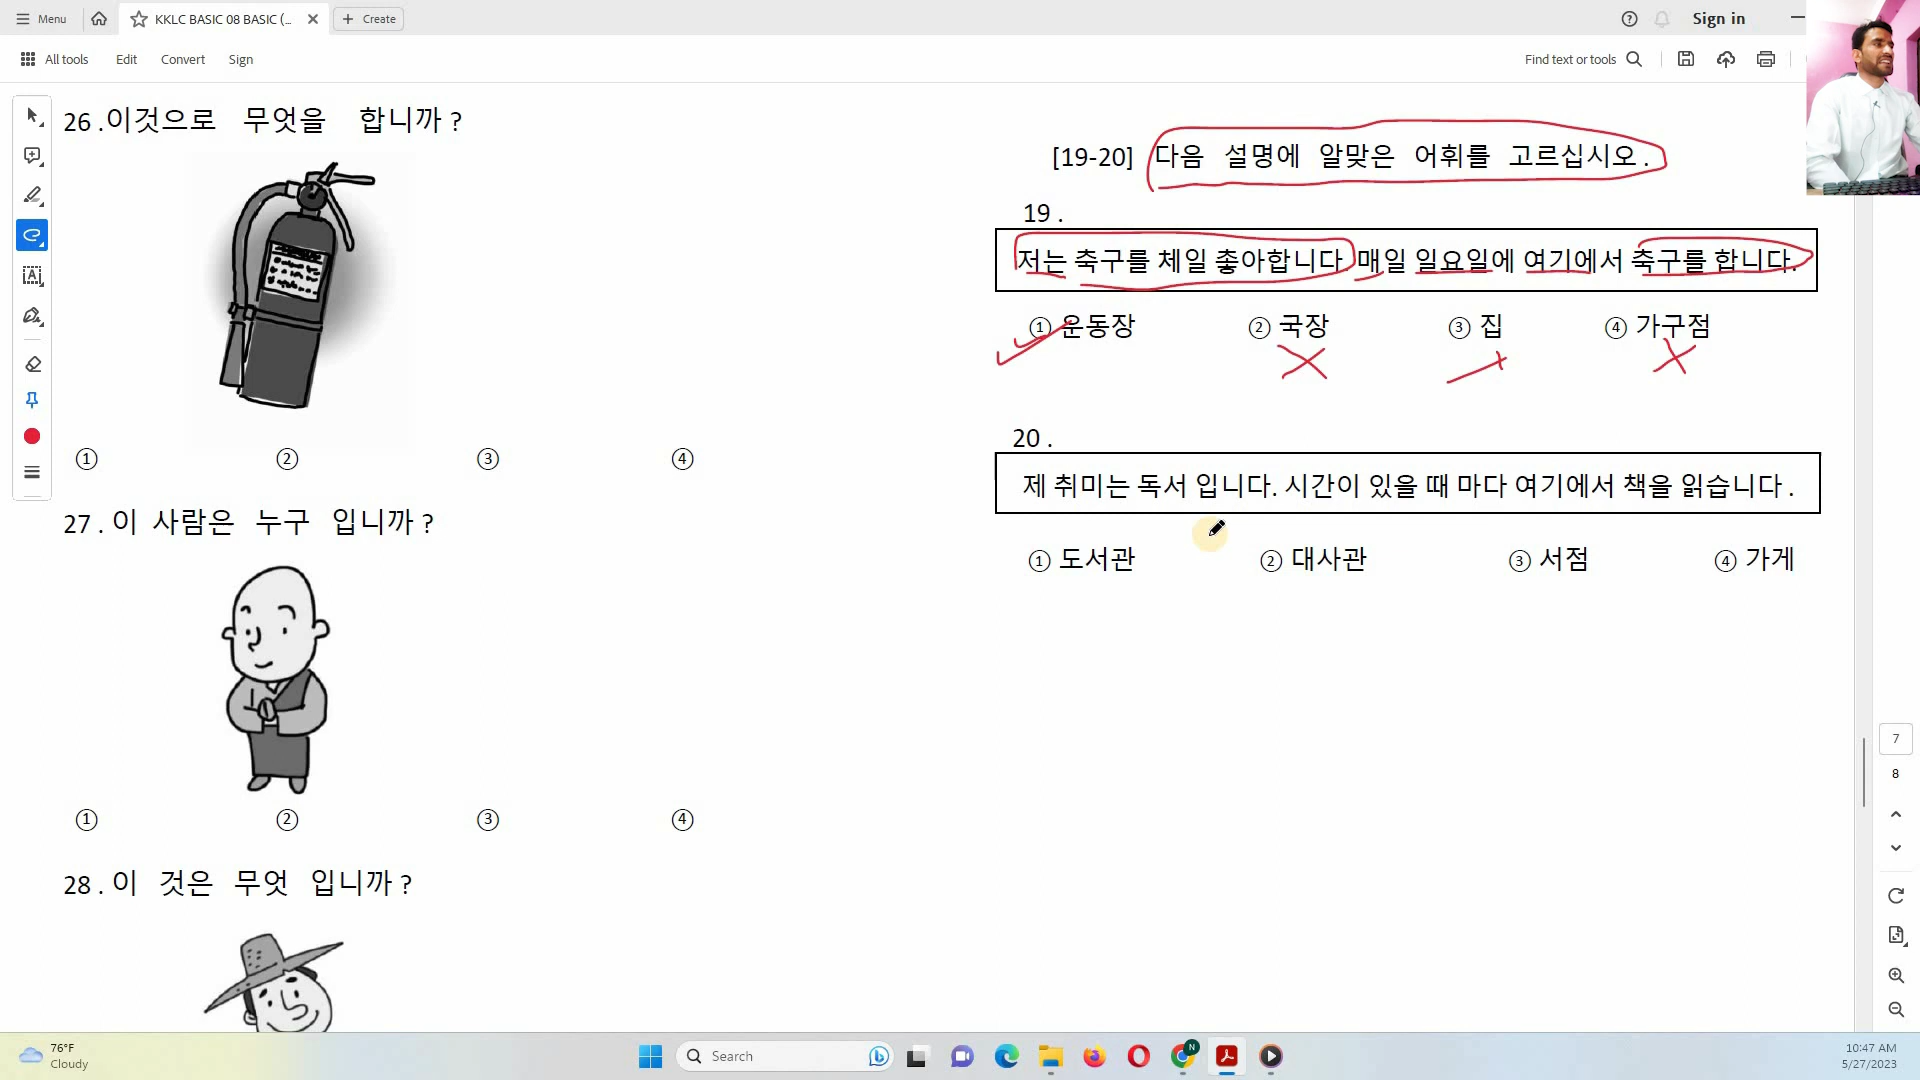 Menu
KKLC BASIC 08 BASIC (...
Create
Sign in
All tools Edit Convert Sign
Find text or tools
26 .이것으로 무엇을 합니까 ?
① ② ③ ④
27 . 이 사람은 누구 입니까 ?
① ② ③ ④
28 . 이 것은 무엇 입니까 ?
[19-20] 다음 설명에 알맞은 어휘를 고르십시오 .
19 .
저는 축구를 체일 좋아합니다. 매일 일요일에 여기에서 축구를 합니다.
① 운동장 ② 국장 ③ 집 ④ 가구점
20 .
제 취미는 독서 입니다. 시간이 있을 때 마다 여기에서 책을 읽습니다 .
① 도서관 ② 대사관 ③ 서점 ④ 가게
7
8
76°F
Cloudy
Search
N
10:47 AM
5/27/2023